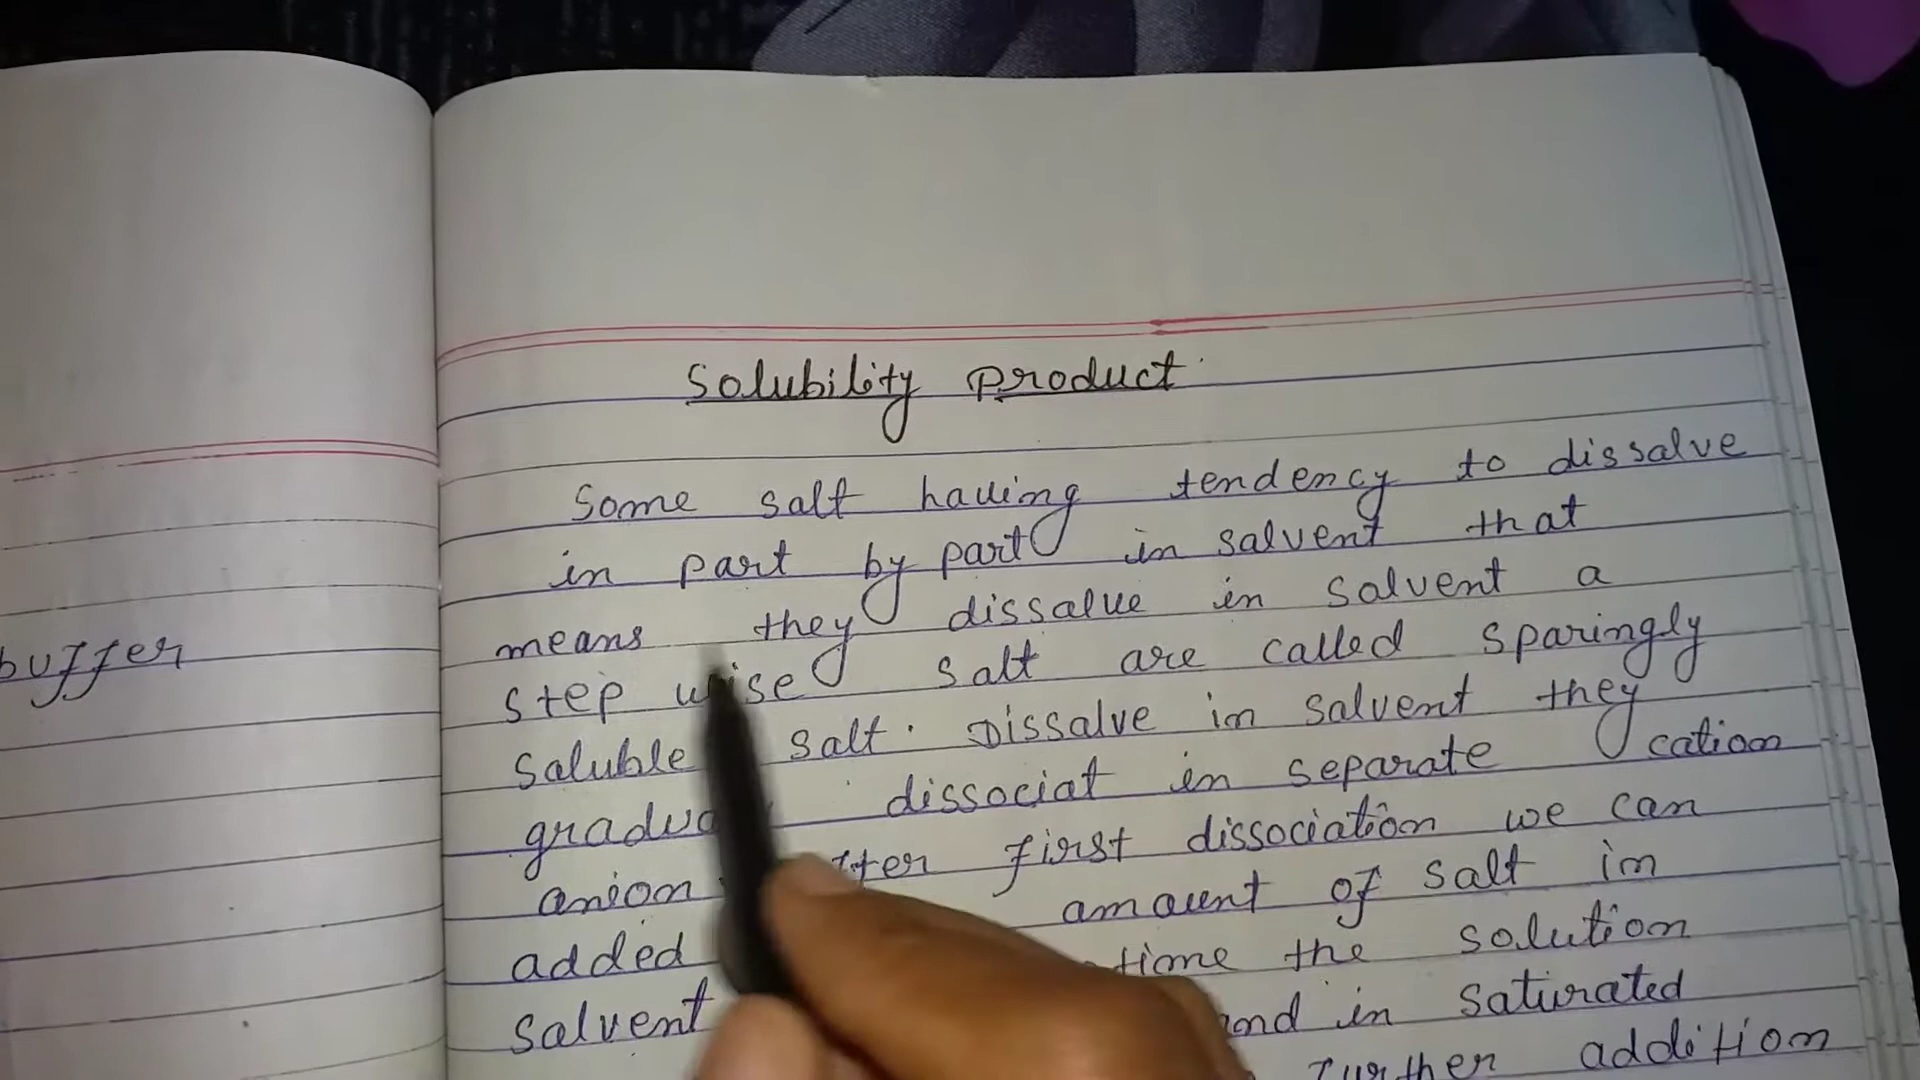 buffer
Solubility product
Some salt having tendency to dissalve
in part by part in salvent that
means they dissalve in salvent a
step wise salt are called sparingly
saluble salt. Dissalve in salvent they
dissociat in separate cation
anion first dissociation we can
added amount of salt in
salvent time the solution
and in saturated
further addition